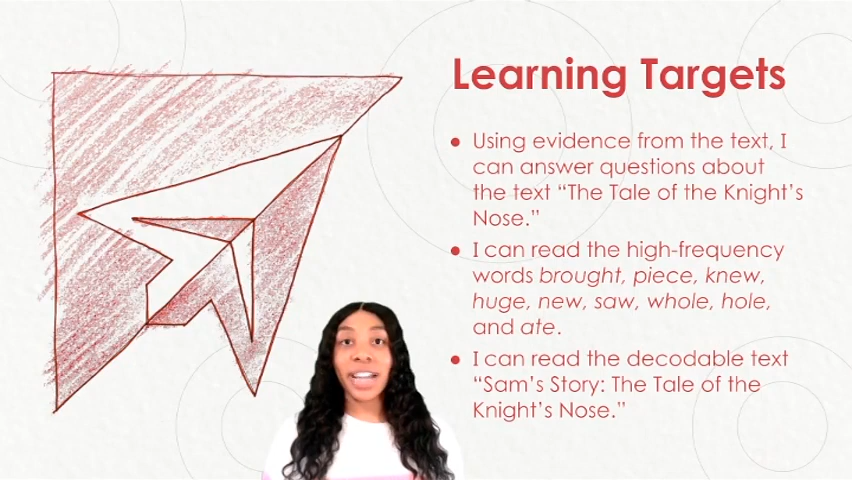 Learning Targets
● Using evidence from the text, I
can answer questions about
the text “The Tale of the Knight’s
Nose.”
● I can read the high-frequency
words brought, piece, knew,
huge, new, saw, whole, hole,
and ate.
● I can read the decodable text
“Sam’s Story: The Tale of the
Knight’s Nose.”